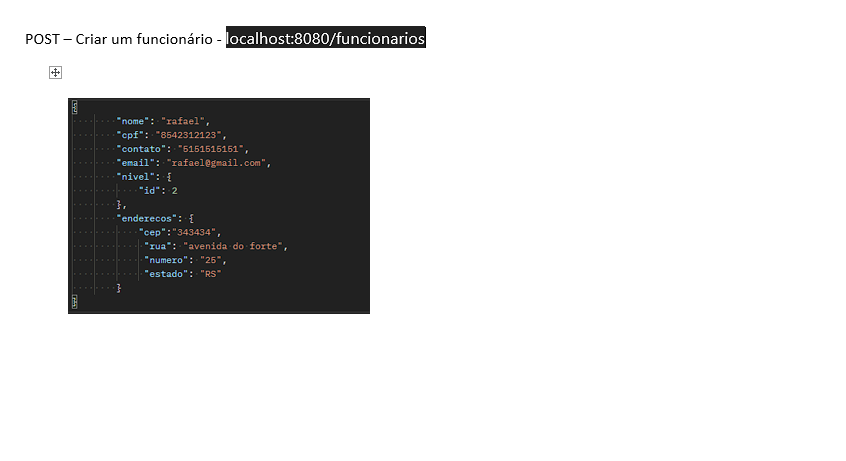 POST – Criar um funcionário - localhost:8080/funcionarios
{
"nome": "rafael",
"cpf": "8542312123",
"contato": "5151515151",
"email": "rafael@gmail.com",
"nivel": {
"id": 2
},
"enderecos": {
"cep":"343434",
"rua": "avenida do forte",
"numero": "25",
"estado": "RS"
}
}